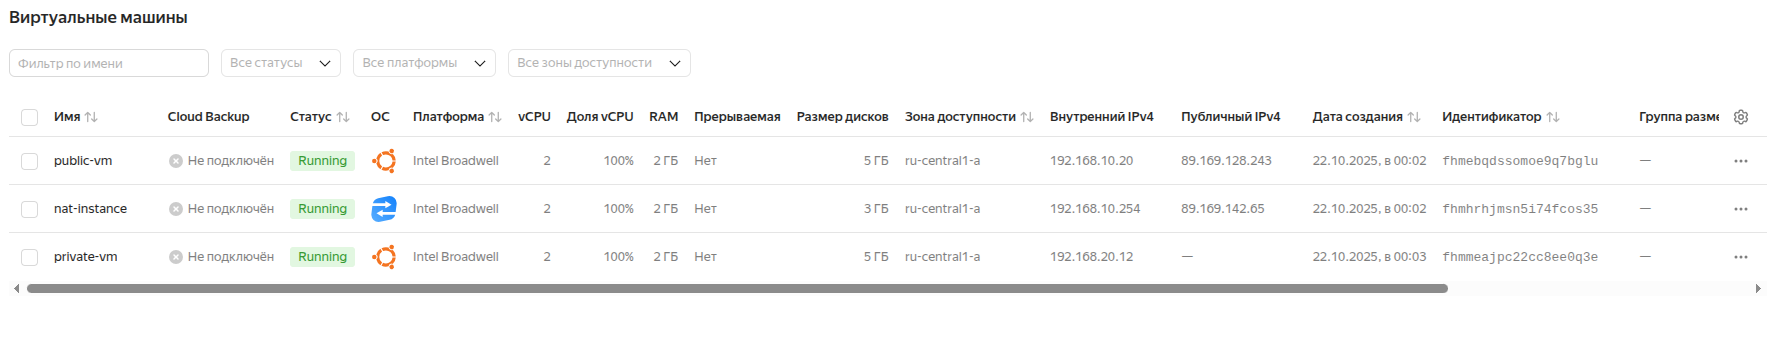 Виртуальные машины
Фильтр по имени Все статусы Все платформы Все зоны доступности
Имя Cloud Backup Статус ОС Платформа vCPU Доля vCPU RAM Прерываемая Размер дисков Зона доступности Внутренний IPv4 Публичный IPv4 Дата создания Идентификатор Группа разме
public-vm Не подключён Running Intel Broadwell 2 100% 2 ГБ Нет 5 ГБ ru-central1-a 192.168.10.20 89.169.128.243 22.10.2025, в 00:02 fhmebqdssomoe9q7bglu —
nat-instance Не подключён Running Intel Broadwell 2 100% 2 ГБ Нет 3 ГБ ru-central1-a 192.168.10.254 89.169.142.65 22.10.2025, в 00:02 fhmhrhjmsn5i74fcos35 —
private-vm Не подключён Running Intel Broadwell 2 100% 2 ГБ Нет 5 ГБ ru-central1-a 192.168.20.12 — 22.10.2025, в 00:03 fhmmeajpc22cc8ee0q3e —